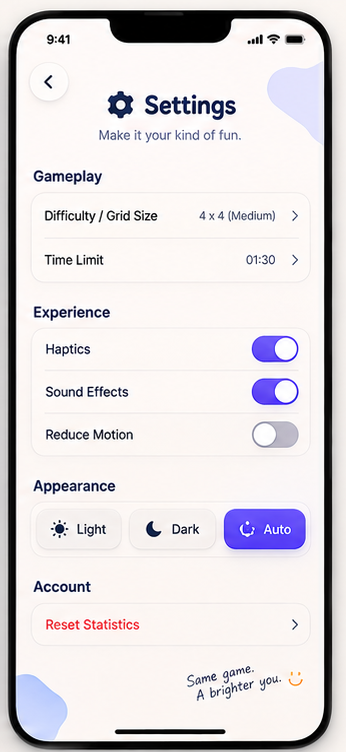 9:41
Settings
Make it your kind of fun.
Gameplay
Difficulty / Grid Size 4 x 4 (Medium)
Time Limit 01:30
Experience
Haptics
Sound Effects
Reduce Motion
Appearance
Light Dark Auto
Account
Reset Statistics
Same game.
A brighter you.